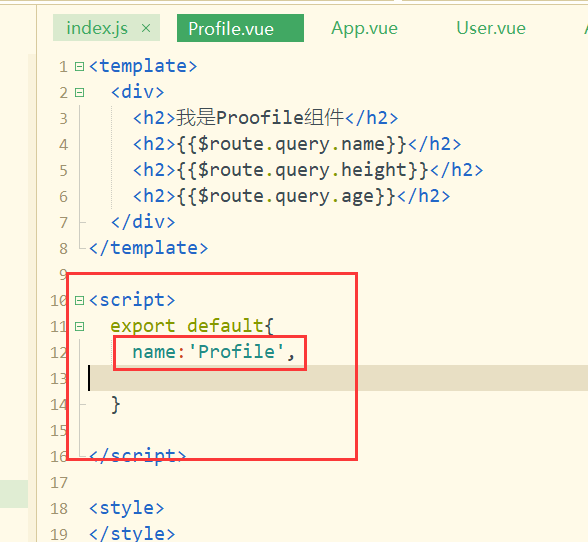 index.js × Profile.vue App.vue User.vue
1 <template>
2 <div>
3 <h2>我是Proofile组件</h2>
4 <h2>{{$route.query.name}}</h2>
5 <h2>{{$route.query.height}}</h2>
6 <h2>{{$route.query.age}}</h2>
7 </div>
8 </template>
9
10 <script>
11 export default{
12 name:'Profile',
13
14 }
15
16 </script>
17
18 <style>
19 </style>